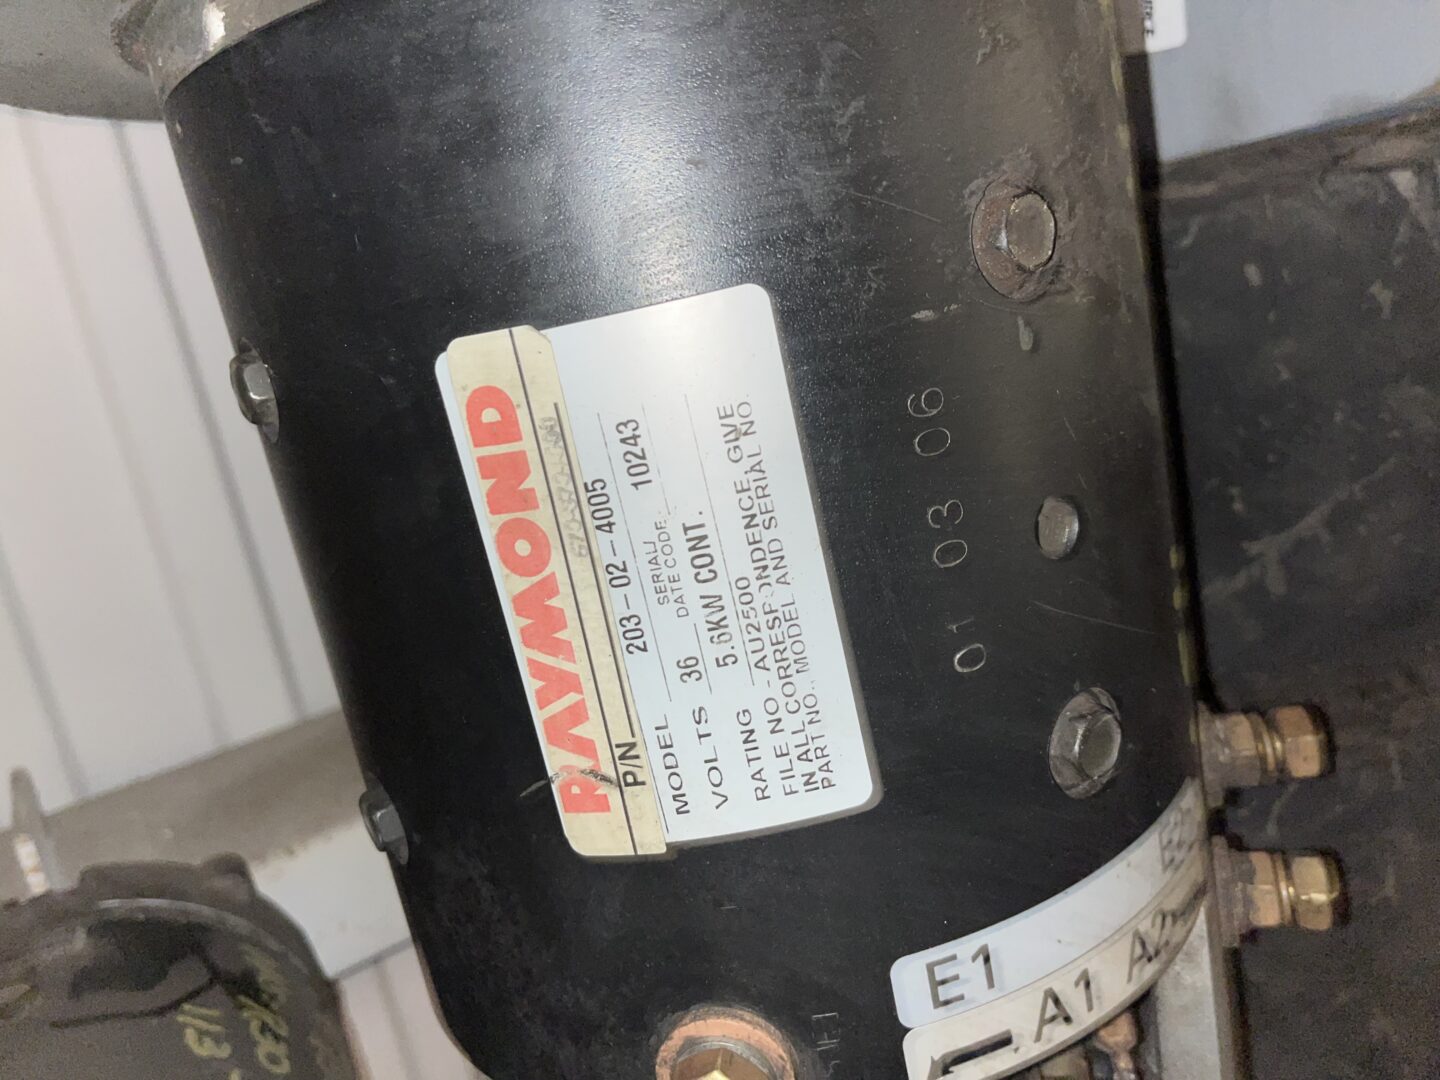 RAYMOND
P/N 203-02-4005
MODEL SERIAL/ DATE CODE 10243
VOLTS 36
RATING 5.6KW CONT.
FILE NO - AU2500
IN ALL CORRESPONDENCE, GIVE
PART NO., MODEL AND SERIAL NO.
01 03 06
E1 E2
A1 A2